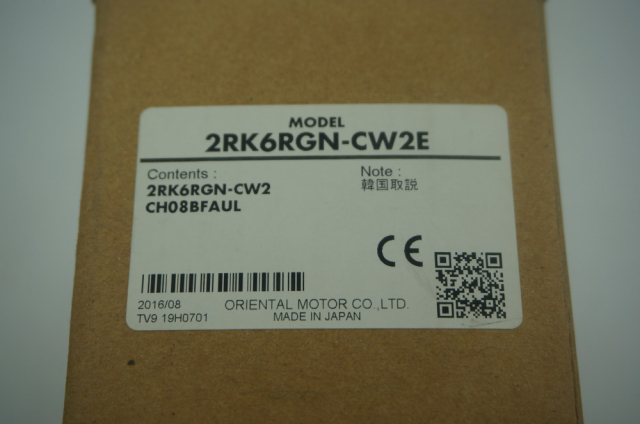 MODEL
2RK6RGN-CW2E
Contents :
2RK6RGN-CW2
CH08BFAUL
Note :
韓国取説
CE
2016/08
TV9 19H0701
ORIENTAL MOTOR CO.,LTD.
MADE IN JAPAN